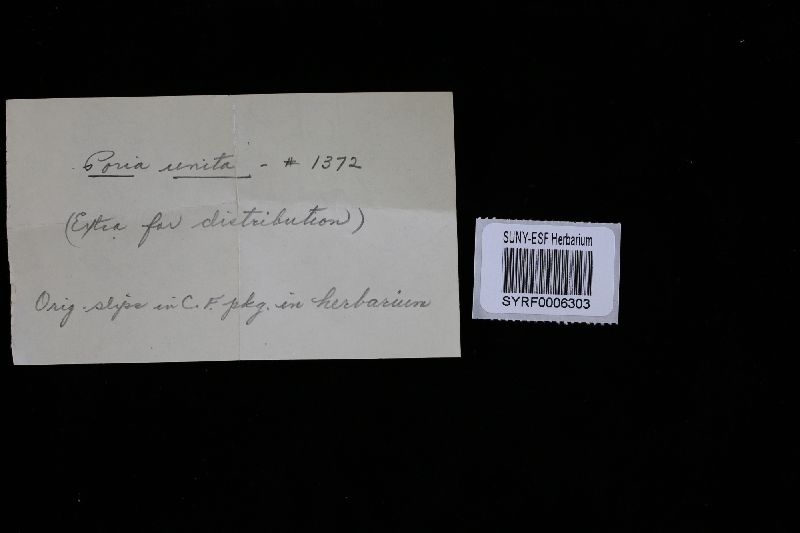 Poria unita - # 1372
(Extra for distribution)
Orig. slips in C. F. pkg. in herbarium
SUNY-ESF Herbarium
SYRF0006303